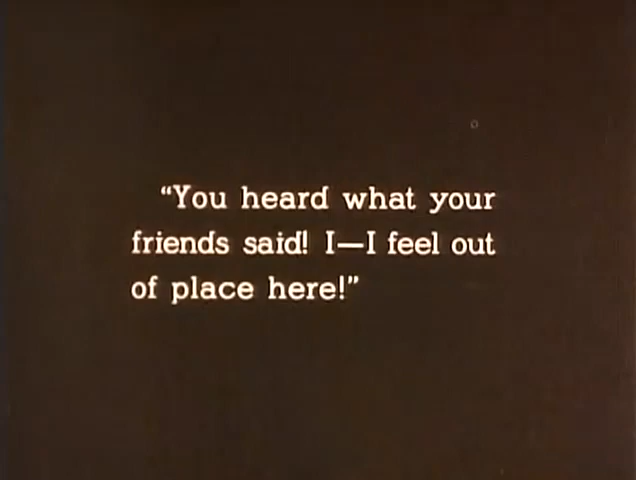 “You heard what your
friends said! I—I feel out
of place here!”